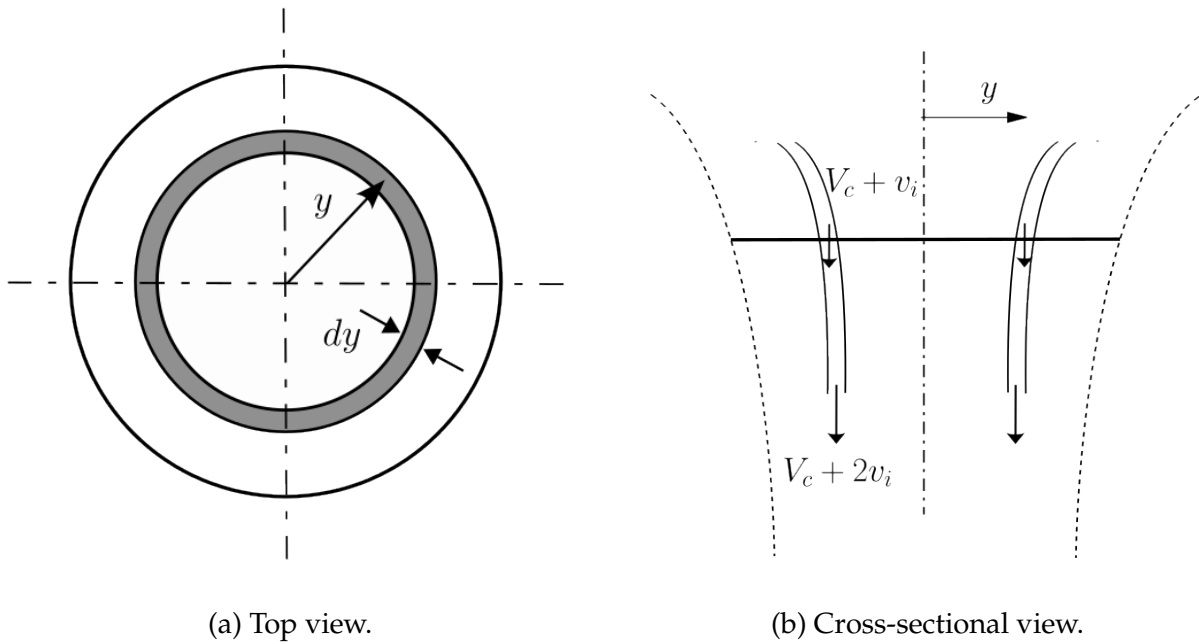 y
dy
(a) Top view.
y
V_c + v_i
V_c + 2v_i
(b) Cross-sectional view.